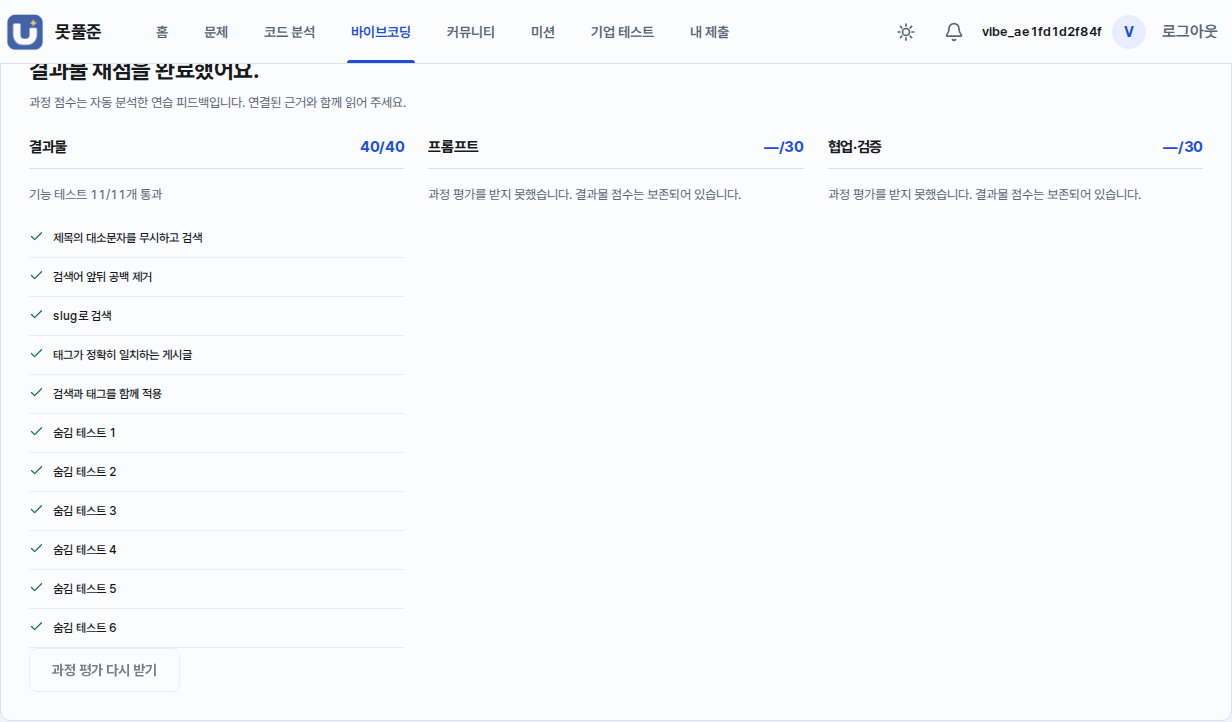 못풀준
홈
문제
코드 분석
바이브코딩
커뮤니티
미션
기업 테스트
내 제출
vibe_ae1fd1d2f84f
V
로그아웃
결과물 채점을 완료했어요.
과정 점수는 자동 분석한 연습 피드백입니다. 연결된 근거와 함께 읽어 주세요.
결과물 40/40
기능 테스트 11/11개 통과
제목의 대소문자를 무시하고 검색
검색어 앞뒤 공백 제거
slug로 검색
태그가 정확히 일치하는 게시글
검색과 태그를 함께 적용
숨김 테스트 1
숨김 테스트 2
숨김 테스트 3
숨김 테스트 4
숨김 테스트 5
숨김 테스트 6
과정 평가 다시 받기
프롬프트 —/30
과정 평가를 받지 못했습니다. 결과물 점수는 보존되어 있습니다.
협업·검증 —/30
과정 평가를 받지 못했습니다. 결과물 점수는 보존되어 있습니다.